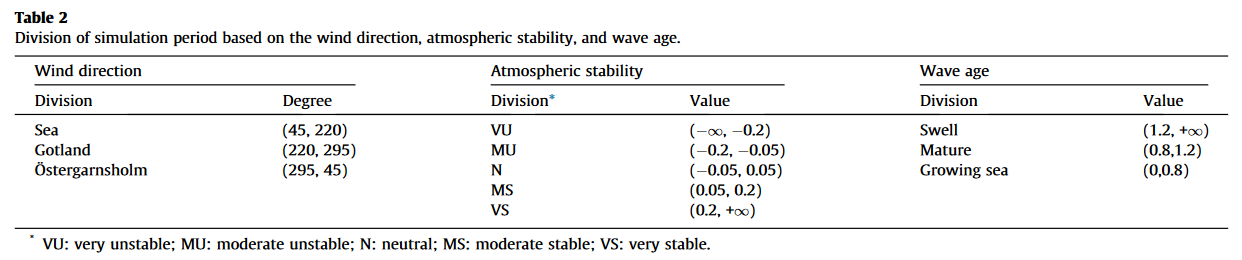 Table 2
Division of simulation period based on the wind direction, atmospheric stability, and wave age.
Wind direction Atmospheric stability Wave age
Division Degree Division* Value Division Value
Sea (45, 220) VU (−∞, −0.2) Swell (1.2, +∞)
Gotland (220, 295) MU (−0.2, −0.05) Mature (0.8,1.2)
Östergarnsholm (295, 45) N (−0.05, 0.05) Growing sea (0,0.8)
MS (0.05, 0.2)
VS (0.2, +∞)
* VU: very unstable; MU: moderate unstable; N: neutral; MS: moderate stable; VS: very stable.